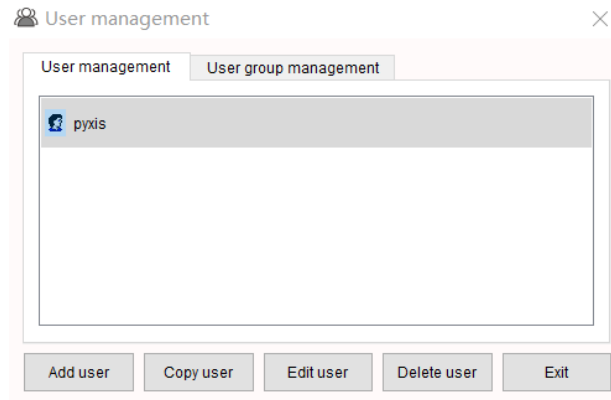 User management
User management User group management
pyxis
Add user Copy user Edit user Delete user Exit